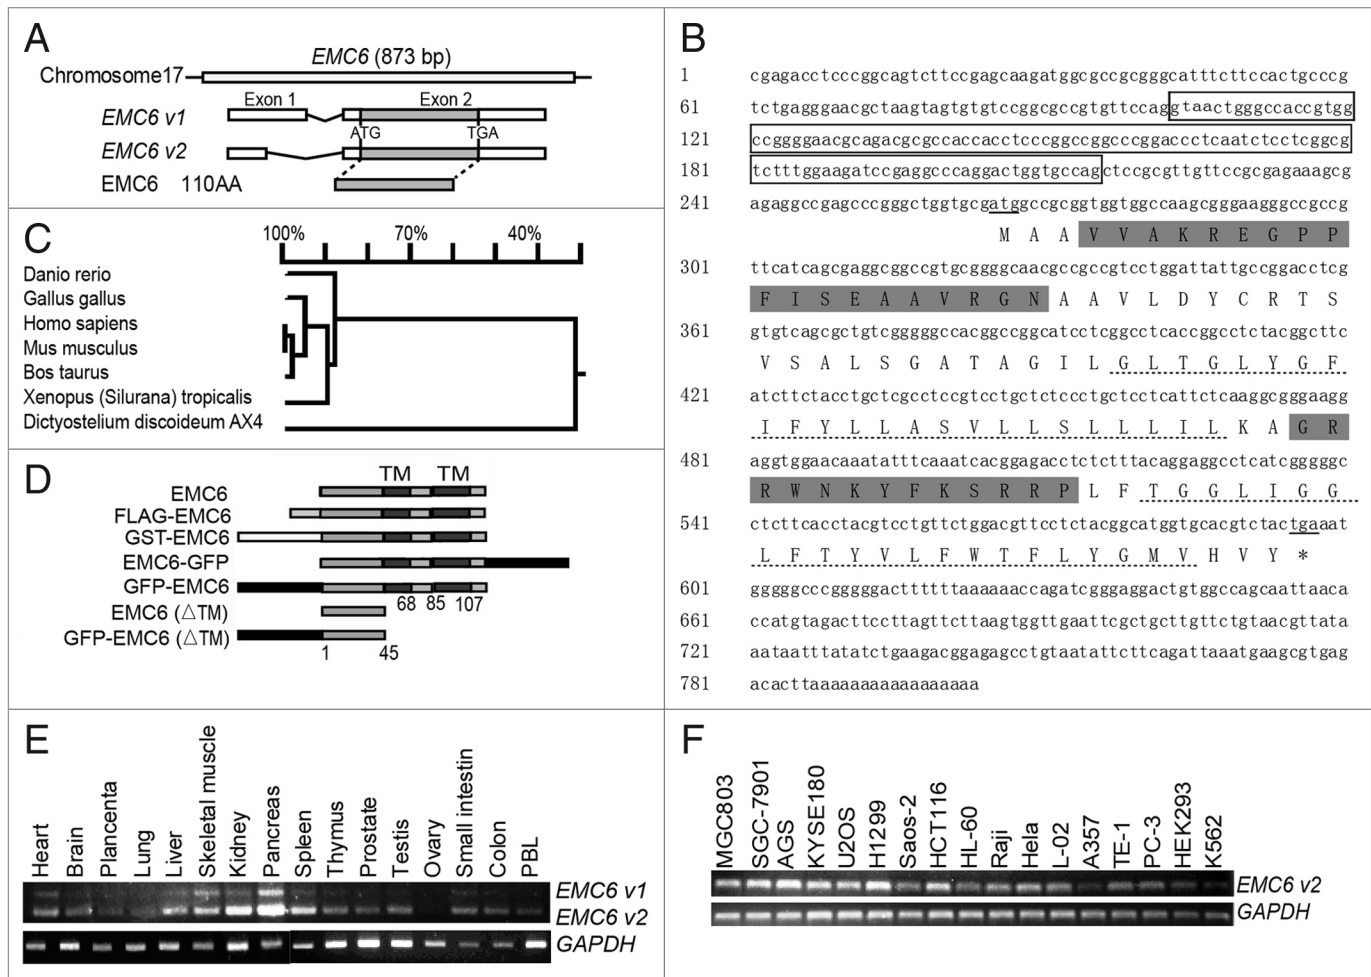 A
EMC6 (873 bp)
Chromosome17
Exon 1 Exon 2
EMC6 v1
ATG TGA
EMC6 v2
EMC6 110AA
B
1 cgagacctcccggcagtcttccgagcaagatggcgccgcgggcatttcttccactgcccg
61 tctgagggaacgctaagtagtgtgtccggcgccgtgttccaggtaactgggccaccgtgg
121 ccggggaacgcagacgcgccaccacctcccggccggcccggaccctcaatctcctcggcg
181 tctttggaagatccgaggcccaggactggtgccagctccgcgttgttccgcgagaaagcg
241 agaggccgagcccgggctggtgcgatggccgcggtggtggccaagcgggaagggccgccg
M A A V V A K R E G P P
301 ttcatcagcgaggcggccgtgcggggcaacgccgccgtcctggattattgccggacctcg
F I S E A A V R G N A A V L D Y C R T S
361 gtgtcagcgctgtcgggggccacggccggcatcctcggcctcaccggcctctacggcttc
V S A L S G A T A G I L G L T G L Y G F
421 atcttctacctgctcgcctccgtcctgctctccctgctcctcattctcaaggcgggaagg
I F Y L L A S V L L S L L L I L K A G R
481 aggtggaacaaatatttcaaatcacggagacctctctttacaggaggcctcatcgggggc
R W N K Y F K S R R P L F T G G L I G G
541 ctcttcacctacgtcctgttctggacgttcctctacggcatggtgcacgtctactgaaat
L F T Y V L F W T F L Y G M V H V Y *
601 gggggcccggggggactttttttaaaaaaccagatcgggaggactgtggccagcaattaaca
661 ccatgtagacttccttagttcttaagtggttgaattcgctgcttgttctgtaacgttata
721 aataatttatatctgaagacggagagcctgtaatattcttcagattaaatgaagcgtgag
781 acacttaaaaaaaaaaaaaaaaa
C
100% 70% 40%
Danio rerio
Gallus gallus
Homo sapiens
Mus musculus
Bos taurus
Xenopus (Silurana) tropicalis
Dictyostelium discoideum AX4
D
TM TM
EMC6
FLAG-EMC6
GST-EMC6
EMC6-GFP
GFP-EMC6
68 85 107
EMC6 (△TM)
GFP-EMC6 (△TM)
1 45
E
Heart
Brain
Plancenta
Lung
Liver
Skeletal muscle
Kidney
Pancreas
Spleen
Thymus
Prostate
Testis
Ovary
Small intestin
Colon
PBL
EMC6 v1
EMC6 v2
GAPDH
F
MGC803
SGC-7901
AGS
KYSE180
U2OS
H1299
Saos-2
HCT116
HL-60
Raji
Hela
L-02
A357
TE-1
PC-3
HEK293
K562
EMC6 v2
GAPDH